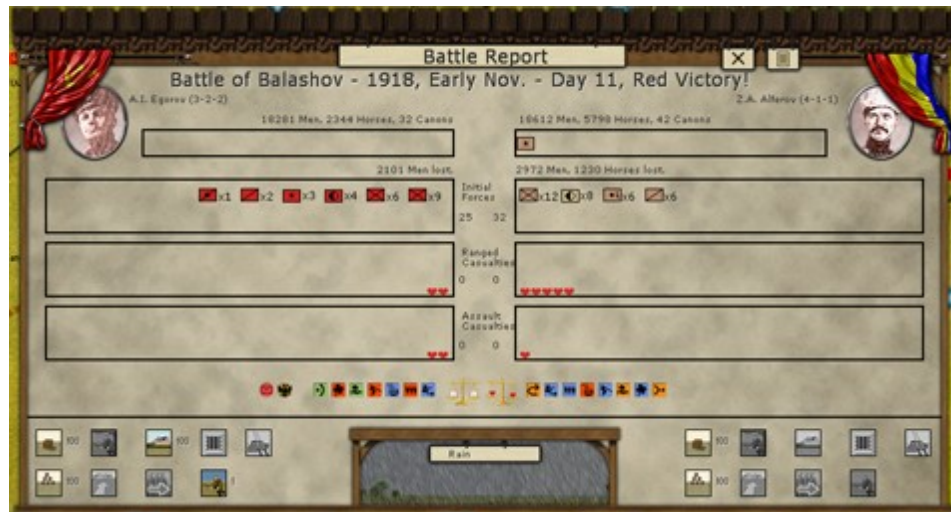 Battle Report
Battle of Balashov - 1918, Early Nov. - Day 11, Red Victory!
A.I. Egorov (3-2-2)
Z.A. Alferov (4-1-1)
18281 Men, 2344 Horses, 32 Canons
18612 Men, 5798 Horses, 42 Canons
2101 Men lost.
2972 Men, 1230 Horses lost.
x1 x2 x3 x4 x6 x9
Initial
Forces
x12 x8 x6 x6
25 32
Ranged
Casualties
0 0
Assault
Casualties
0 0
100 100
100
100 1
100
Rain